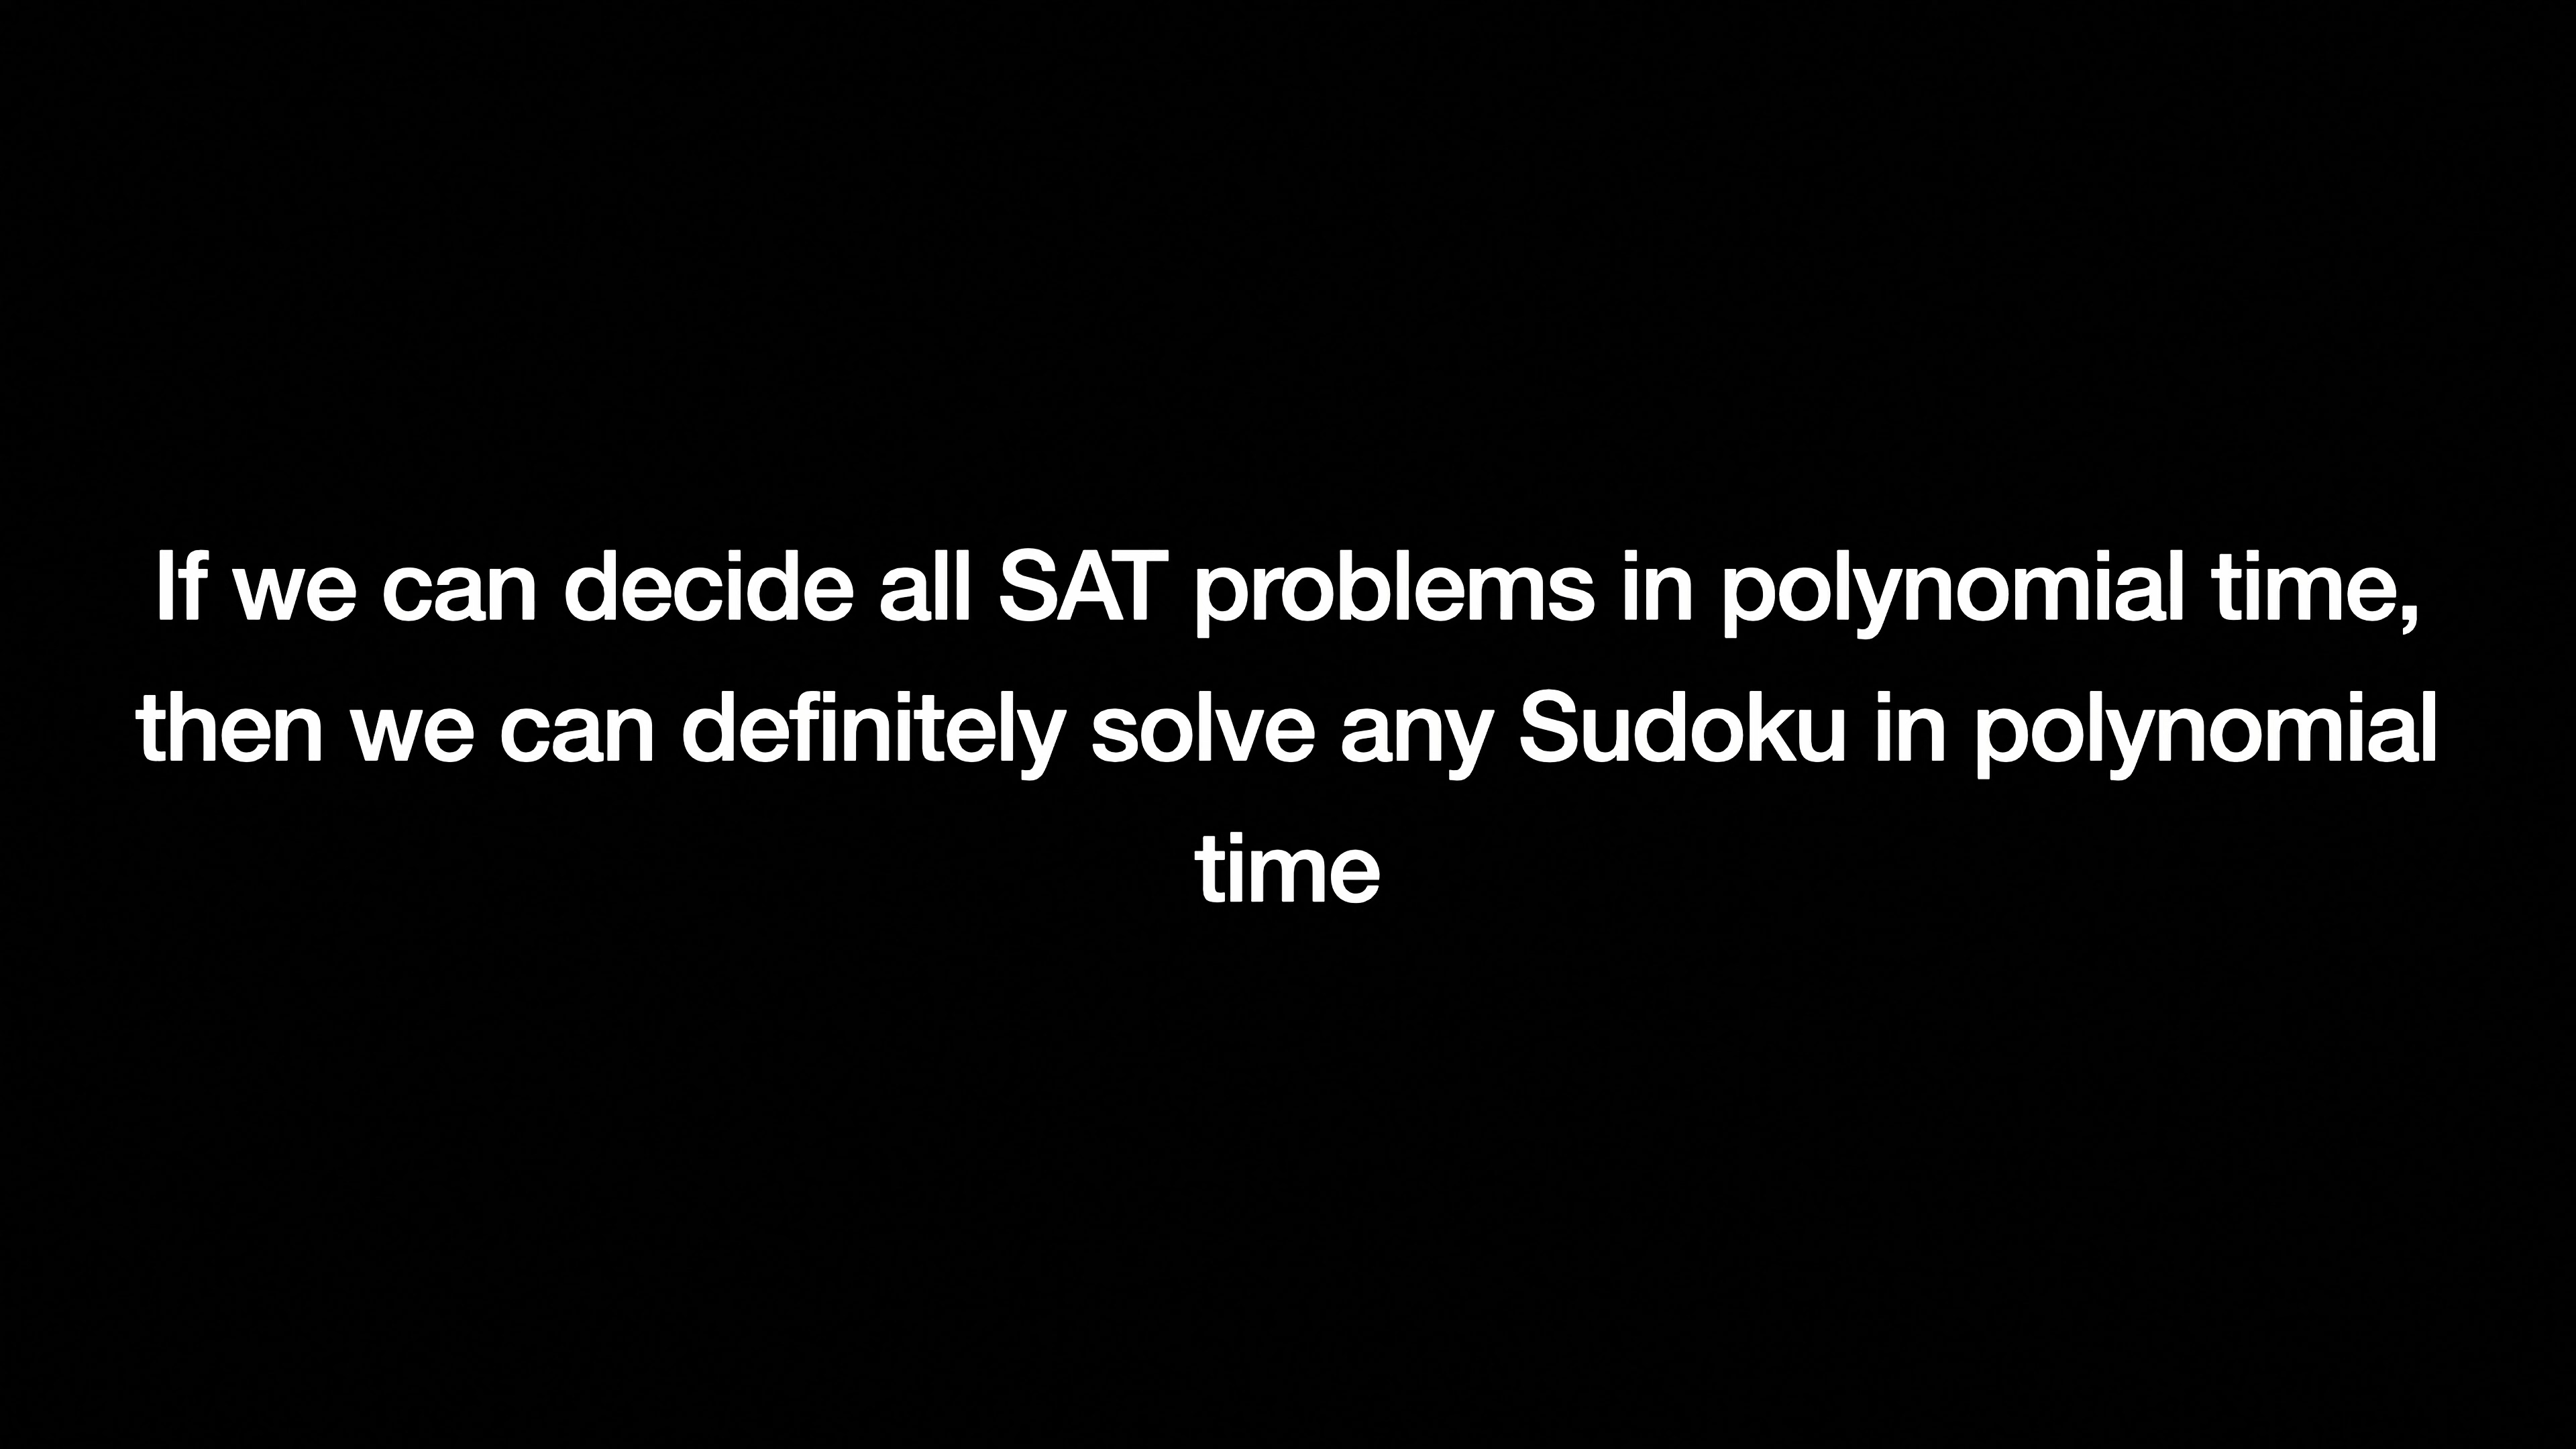 If we can decide all SAT problems in polynomial time,
then we can definitely solve any Sudoku in polynomial
time